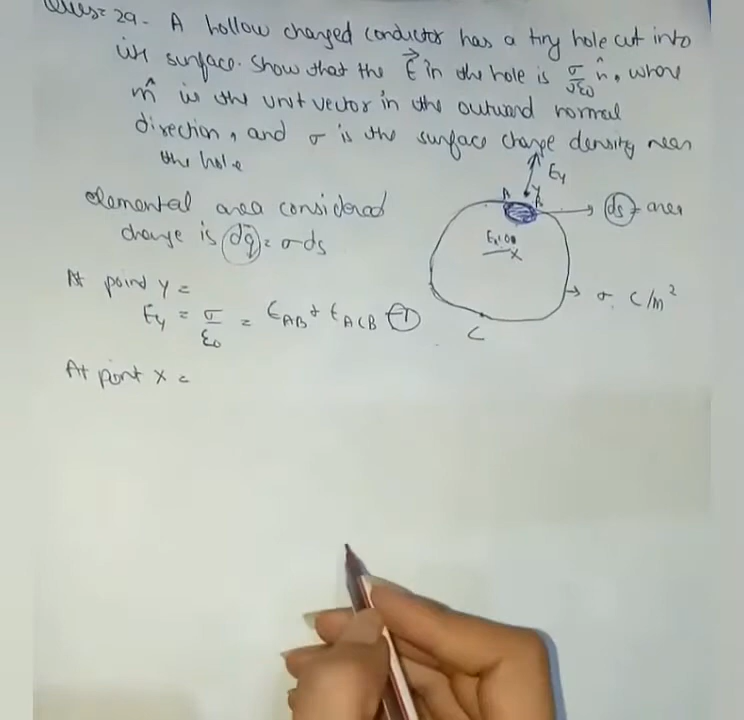 Ques: 29- A hollow charged conductor has a tiny hole cut into
its surface. Show that the E⃗ in the hole is σ/2ε0 n̂, where
n̂ is the unit vector in the outward normal
direction, and σ is the surface charge density near
the hole
Ey
elemental area considered
charge is dq = σds
ds = area
Ex=0
X
At point Y =
Ey = σ/ε0 = EAB + EACB ①
σ C/m²
C
At point X =